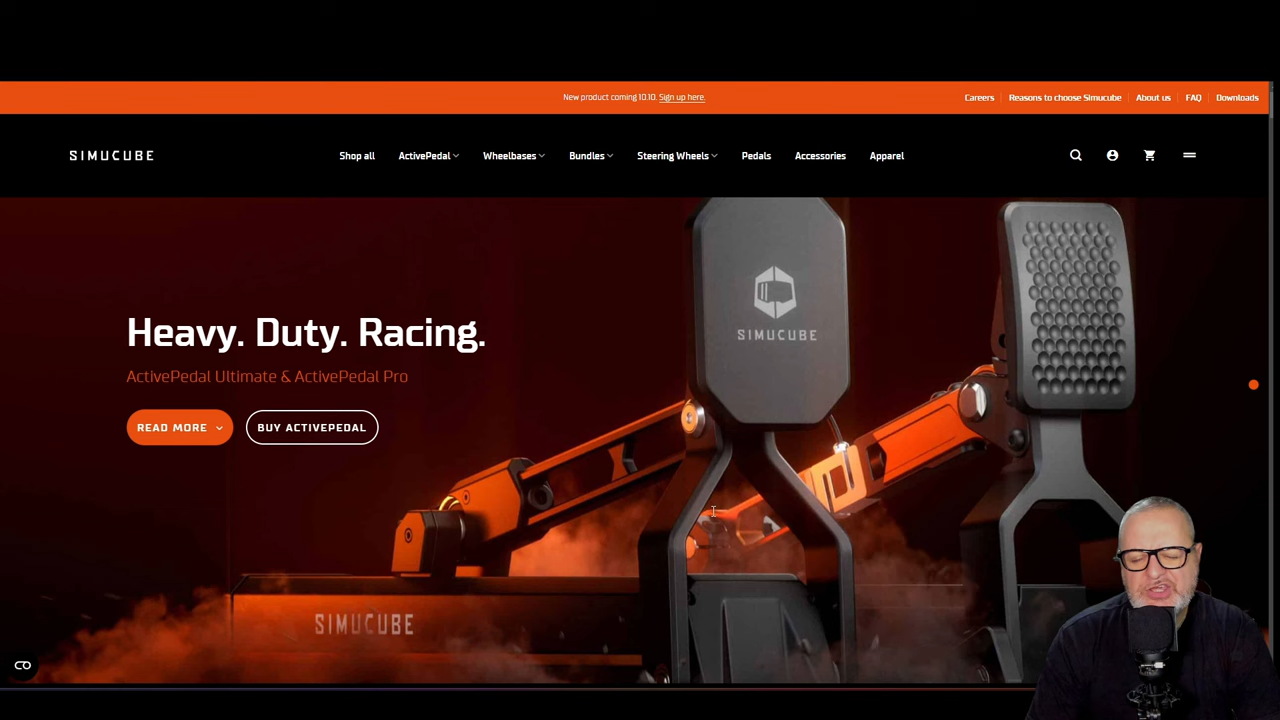 New product coming 10.10. Sign up here.
Careers Reasons to choose Simucube About us FAQ Downloads
SIMUCUBE
Shop all ActivePedal Wheelbases Bundles Steering Wheels Pedals Accessories Apparel
SIMUCUBE
Heavy. Duty. Racing.
ActivePedal Ultimate & ActivePedal Pro
READ MORE BUY ACTIVEPEDAL
SIMUCUBE